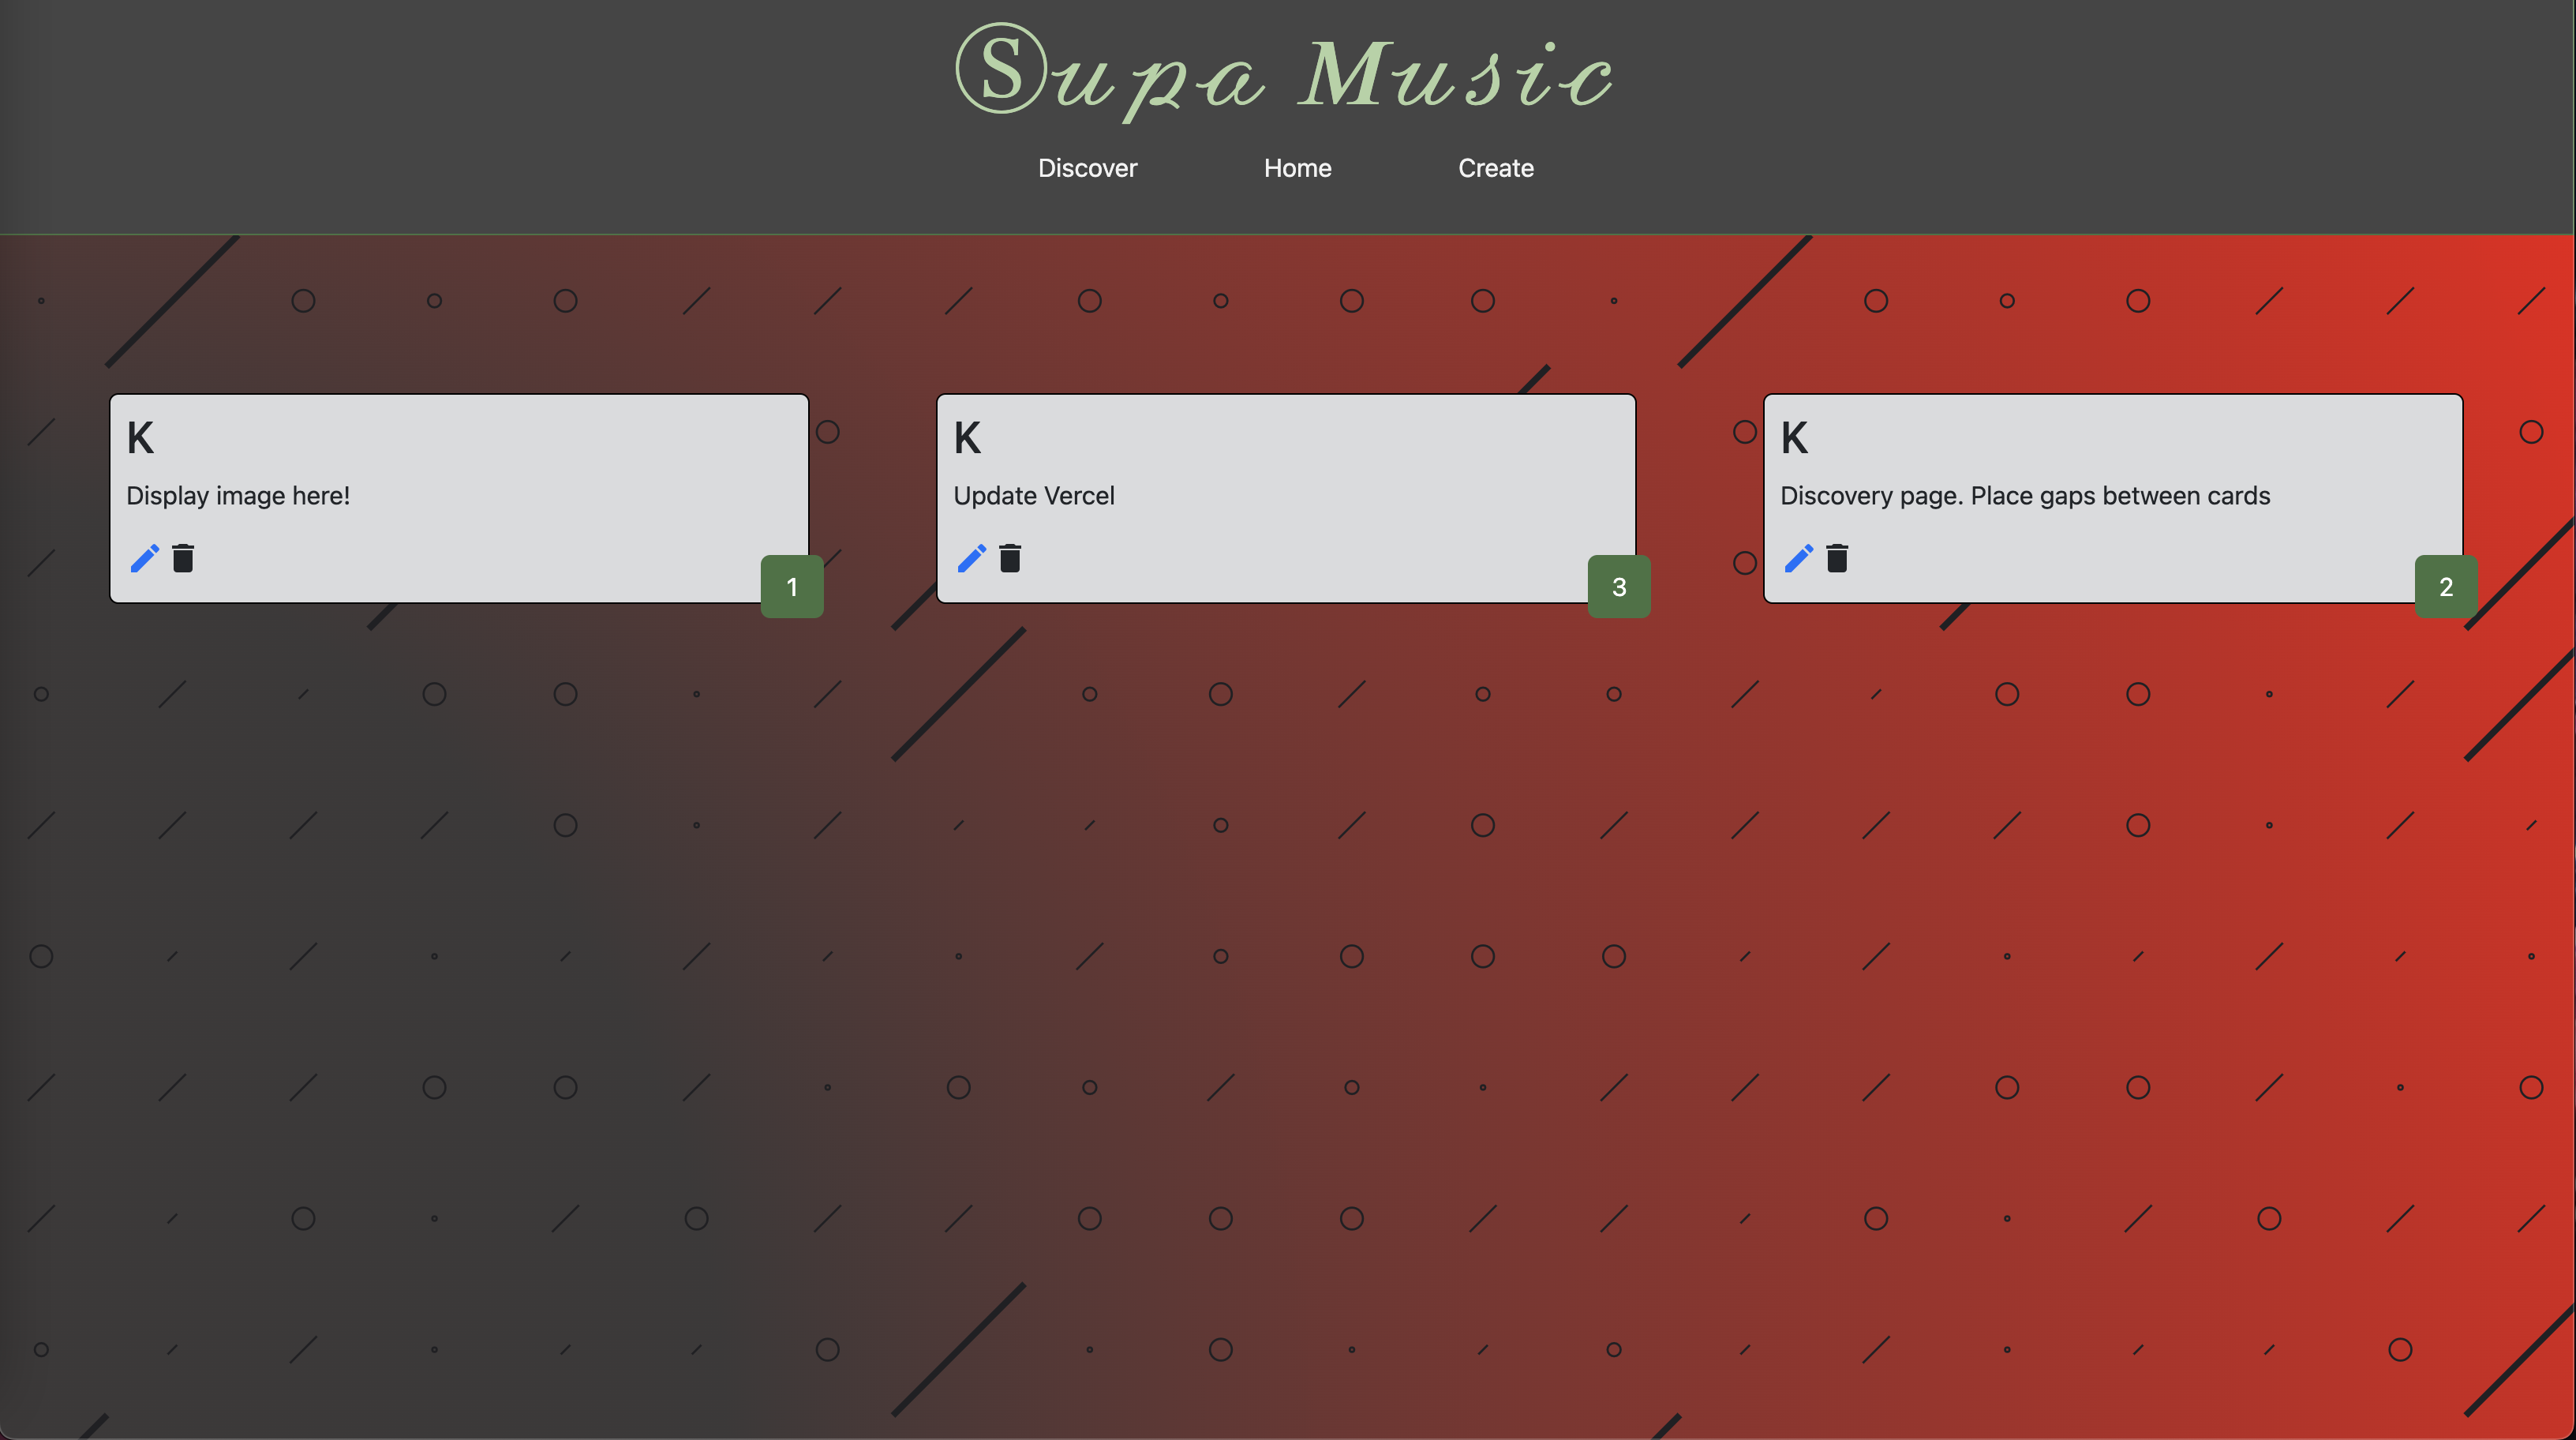 Ⓢupa Music
Discover Home Create
K
Display image here!
1
K
Update Vercel
3
K
Discovery page. Place gaps between cards
2